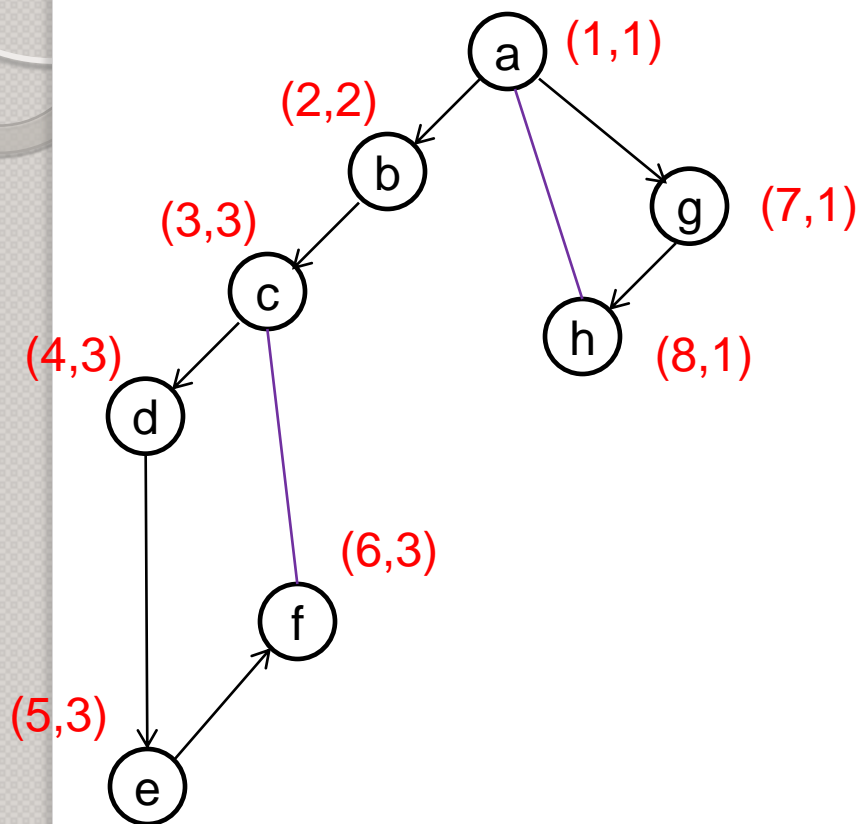 a (1,1)
(2,2)
b
g (7,1)
(3,3)
c
h (8,1)
(4,3)
d
(6,3)
f
(5,3)
e